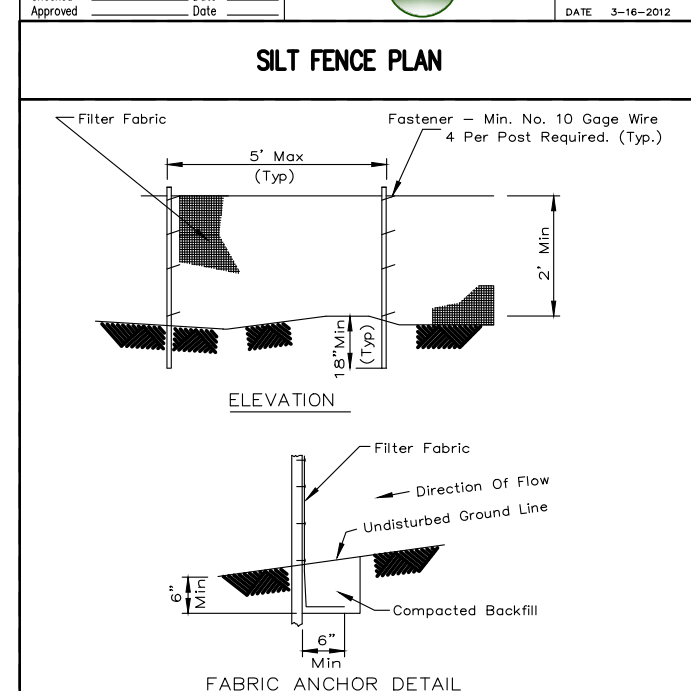 Approved Date
DATE 3-16-2012
SILT FENCE PLAN
Filter Fabric
Fastener - Min. No. 10 Gage Wire
4 Per Post Required. (Typ.)
5' Max
(Typ)
2' Min
18"Min
(Typ)
ELEVATION
Filter Fabric
Direction Of Flow
Undisturbed Ground Line
6"
Min
Compacted Backfill
6"
Min
FABRIC ANCHOR DETAIL